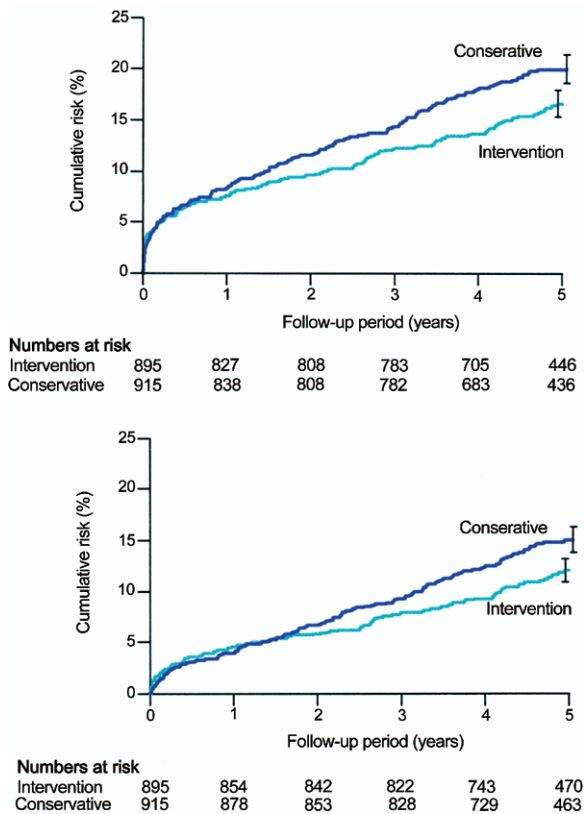 25
20
15
10
5
0
Cumulative risk (%)
Conserative
Intervention
0 1 2 3 4 5
Follow-up period (years)
Numbers at risk
Intervention 895 827 808 783 705 446
Conservative 915 838 808 782 683 436
25
20
15
10
5
0
Cumulative risk (%)
Conserative
Intervention
0 1 2 3 4 5
Follow-up period (years)
Numbers at risk
Intervention 895 854 842 822 743 470
Conservative 915 878 853 828 729 463